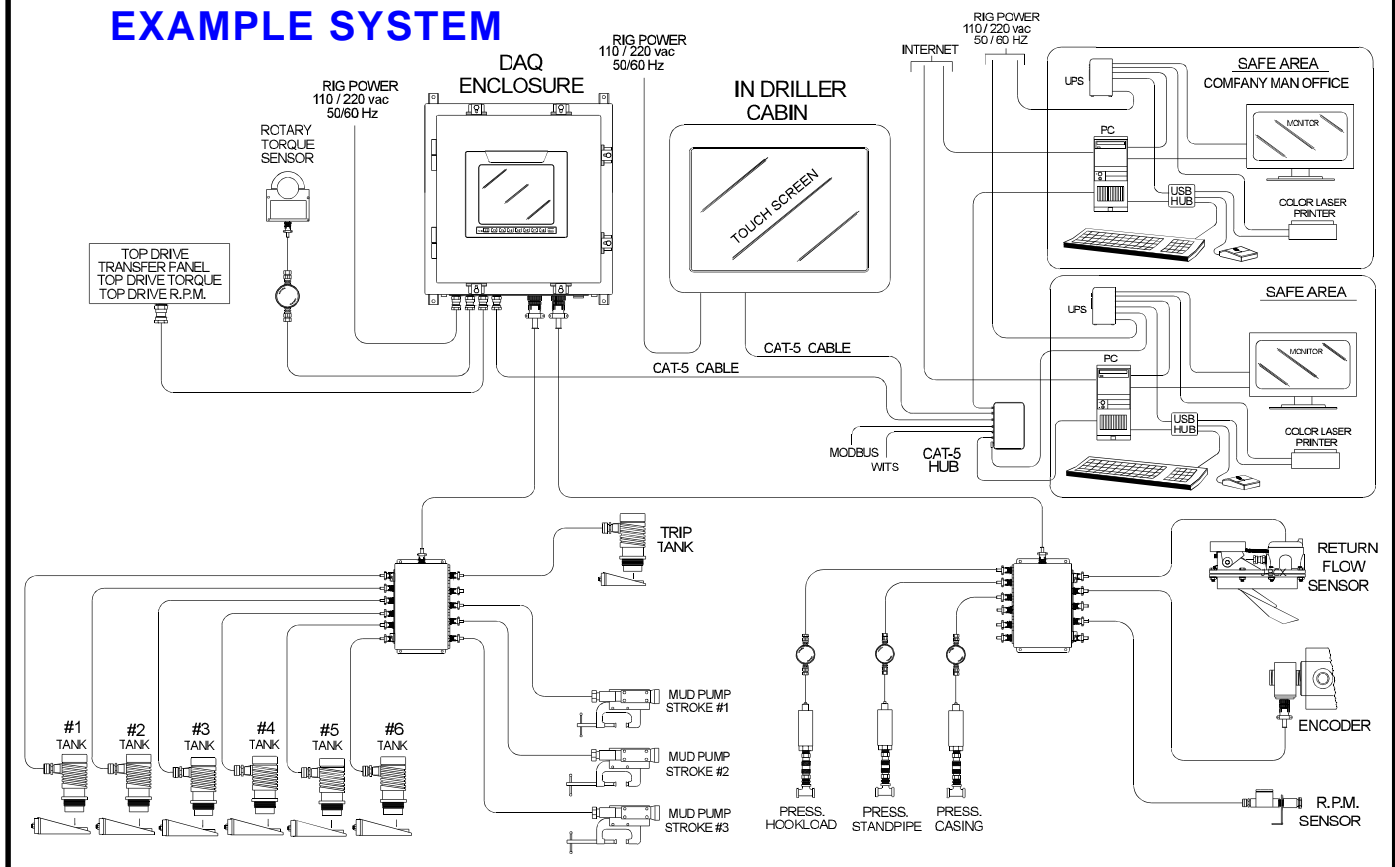 EXAMPLE SYSTEM
RIG POWER
110 / 220 vac
50/60 Hz
DAQ
ENCLOSURE
RIG POWER
110 / 220 vac
50/60 HZ
IN DRILLER
CABIN
TOUCH SCREEN
ROTARY
TORQUE
SENSOR
TOP DRIVE
TRANSFER PANEL
TOP DRIVE TORQUE
TOP DRIVE R.P.M.
INTERNET
RIG POWER
110 / 220 vac
50 / 60 HZ
SAFE AREA
COMPANY MAN OFFICE
UPS
PC
MONITOR
USB
HUB
COLOR LASER
PRINTER
SAFE AREA
UPS
PC
MONITOR
USB
HUB
COLOR LASER
PRINTER
CAT-5 CABLE
CAT-5 CABLE
MODBUS
WITS
CAT-5
HUB
TRIP
TANK
#1
TANK
#2
TANK
#3
TANK
#4
TANK
#5
TANK
#6
TANK
MUD PUMP
STROKE #1
MUD PUMP
STROKE #2
MUD PUMP
STROKE #3
PRESS.
HOOKLOAD
PRESS.
STANDPIPE
PRESS.
CASING
RETURN
FLOW
SENSOR
ENCODER
R.P.M.
SENSOR